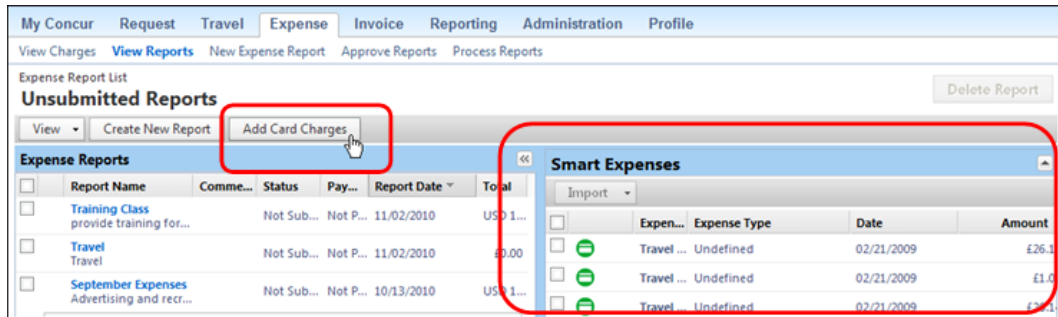 My Concur Request Travel Expense Invoice Reporting Administration Profile
View Charges View Reports New Expense Report Approve Reports Process Reports
Expense Report List
Unsubmitted Reports
Delete Report
View Create New Report Add Card Charges
Expense Reports
Report Name Comme... Status Pay... Report Date Total
Training Class Not Sub... Not P... 11/02/2010 USD 1...
provide training for...
Travel Not Sub... Not P... 11/02/2010 £0.00
Travel
September Expenses Not Sub... Not P... 10/13/2010 USD 1...
Advertising and recr...
Smart Expenses
Import
Expen... Expense Type Date Amount
Travel ... Undefined 02/21/2009 £26.1
Travel ... Undefined 02/21/2009 £1.0
Travel ... Undefined 02/21/2009